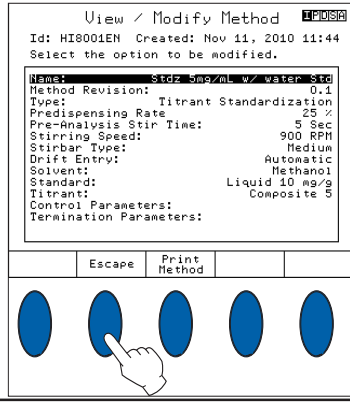 View / Modify Method IPDSA
Id: HI8001EN Created: Nov 11, 2010 11:44
Select the option to be modified.
Name: Stdz 5mg/mL w/ water Std
Method Revision: 0.1
Type: Titrant Standardization
Predispensing Rate 25 %
Pre-Analysis Stir Time: 5 Sec
Stirring Speed: 900 RPM
Stirbar Type: Medium
Drift Entry: Automatic
Solvent: Methanol
Standard: Liquid 10 mg/g
Titrant: Composite 5
Control Parameters:
Termination Parameters:
Escape
Print
Method